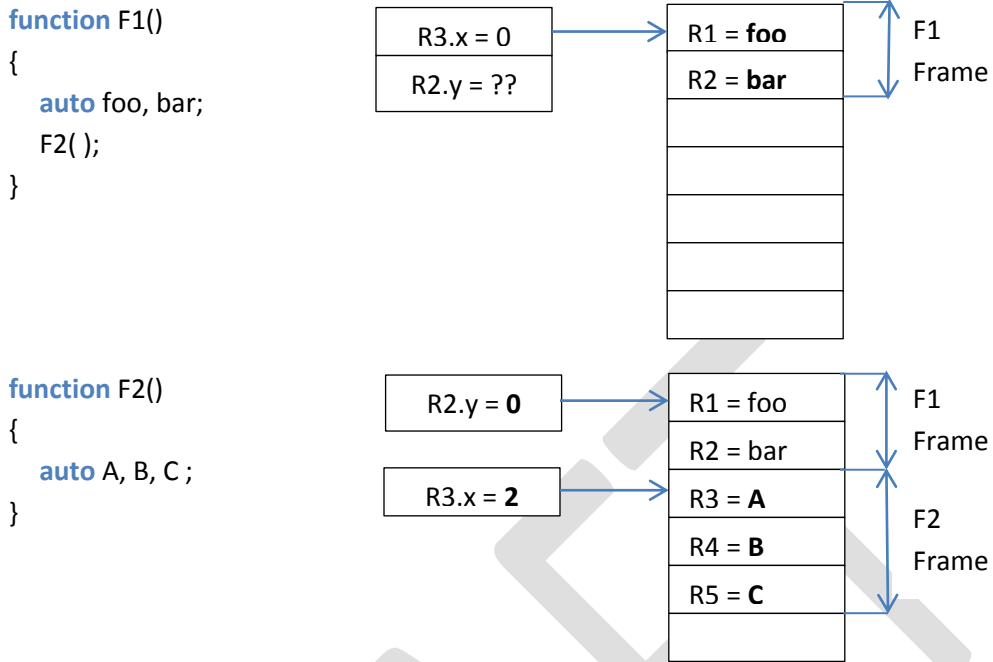 function F1()
{
auto foo, bar;
F2( );
}
R3.x = 0
R2.y = ??
R1 = foo
R2 = bar
F1
Frame
function F2()
{
auto A, B, C ;
}
R2.y = 0
R3.x = 2
R1 = foo
R2 = bar
R3 = A
R4 = B
R5 = C
F1
Frame
F2
Frame